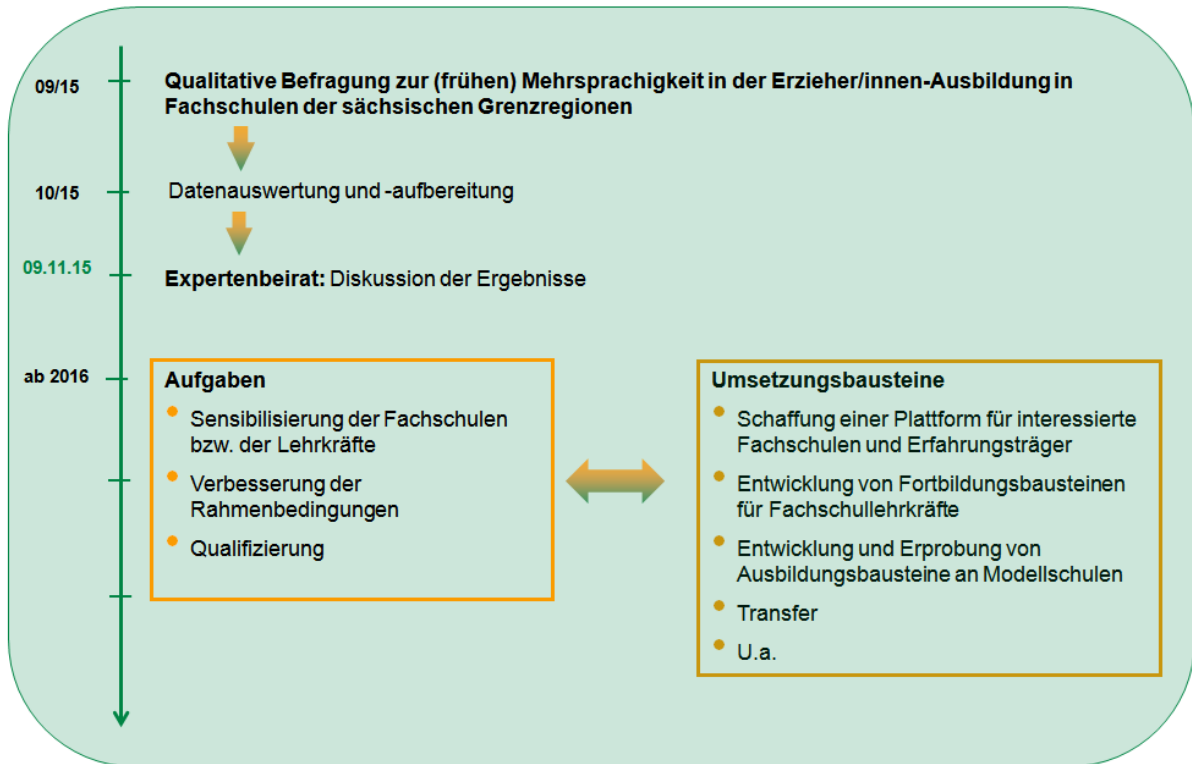 09/15
Qualitative Befragung zur (frühen) Mehrsprachigkeit in der Erzieher/innen-Ausbildung in
Fachschulen der sächsischen Grenzregionen
10/15
Datenauswertung und -aufbereitung
09.11.15
Expertenbeirat: Diskussion der Ergebnisse
ab 2016
Aufgaben
Sensibilisierung der Fachschulen
bzw. der Lehrkräfte
Verbesserung der
Rahmenbedingungen
Qualifizierung
Umsetzungsbausteine
Schaffung einer Plattform für interessierte
Fachschulen und Erfahrungsträger
Entwicklung von Fortbildungsbausteinen
für Fachschullehrkräfte
Entwicklung und Erprobung von
Ausbildungsbausteine an Modellschulen
Transfer
U.a.